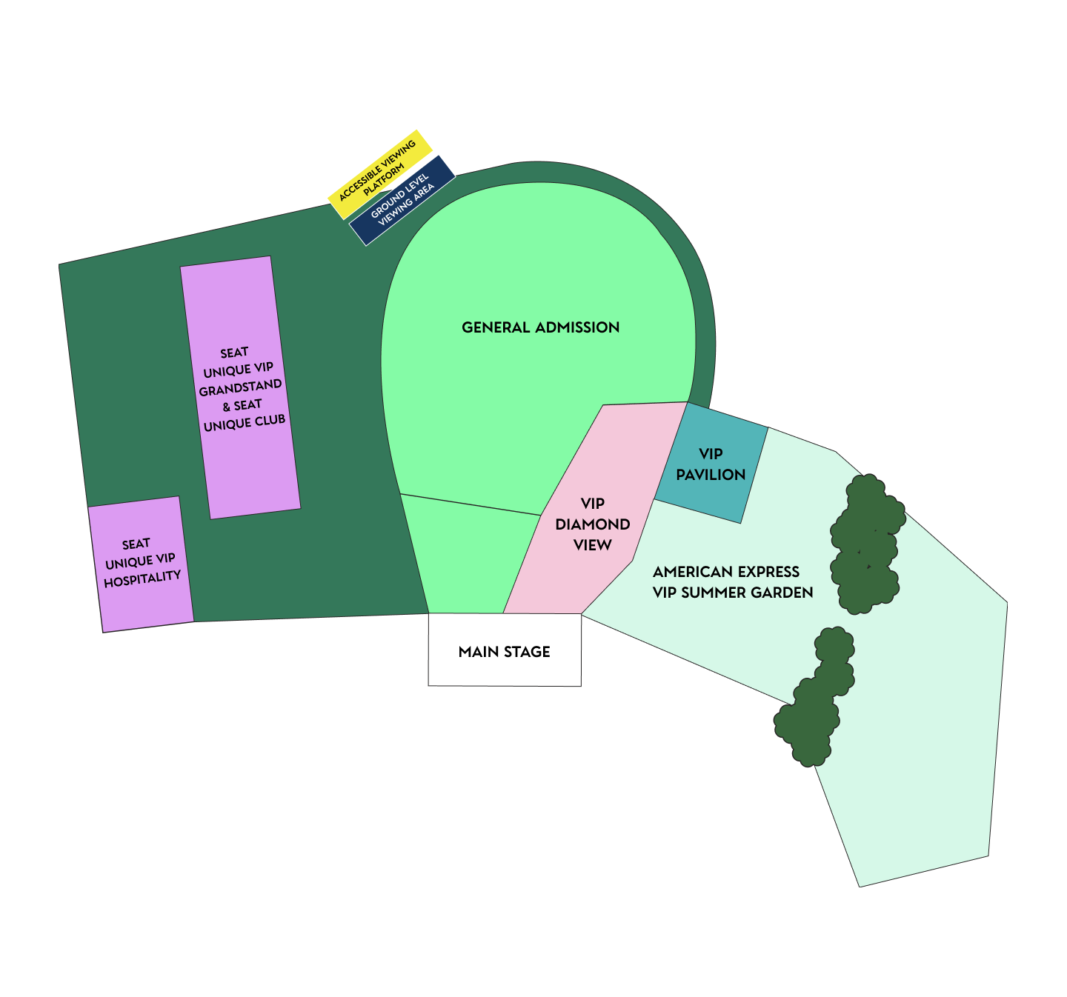 ACCESSIBLE VIEWING
PLATFORM
GROUND LEVEL
VIEWING AREA
GENERAL ADMISSION
SEAT
UNIQUE VIP
GRANDSTAND
& SEAT
UNIQUE CLUB
VIP
PAVILION
VIP
DIAMOND
VIEW
SEAT
UNIQUE VIP
HOSPITALITY
AMERICAN EXPRESS
VIP SUMMER GARDEN
MAIN STAGE